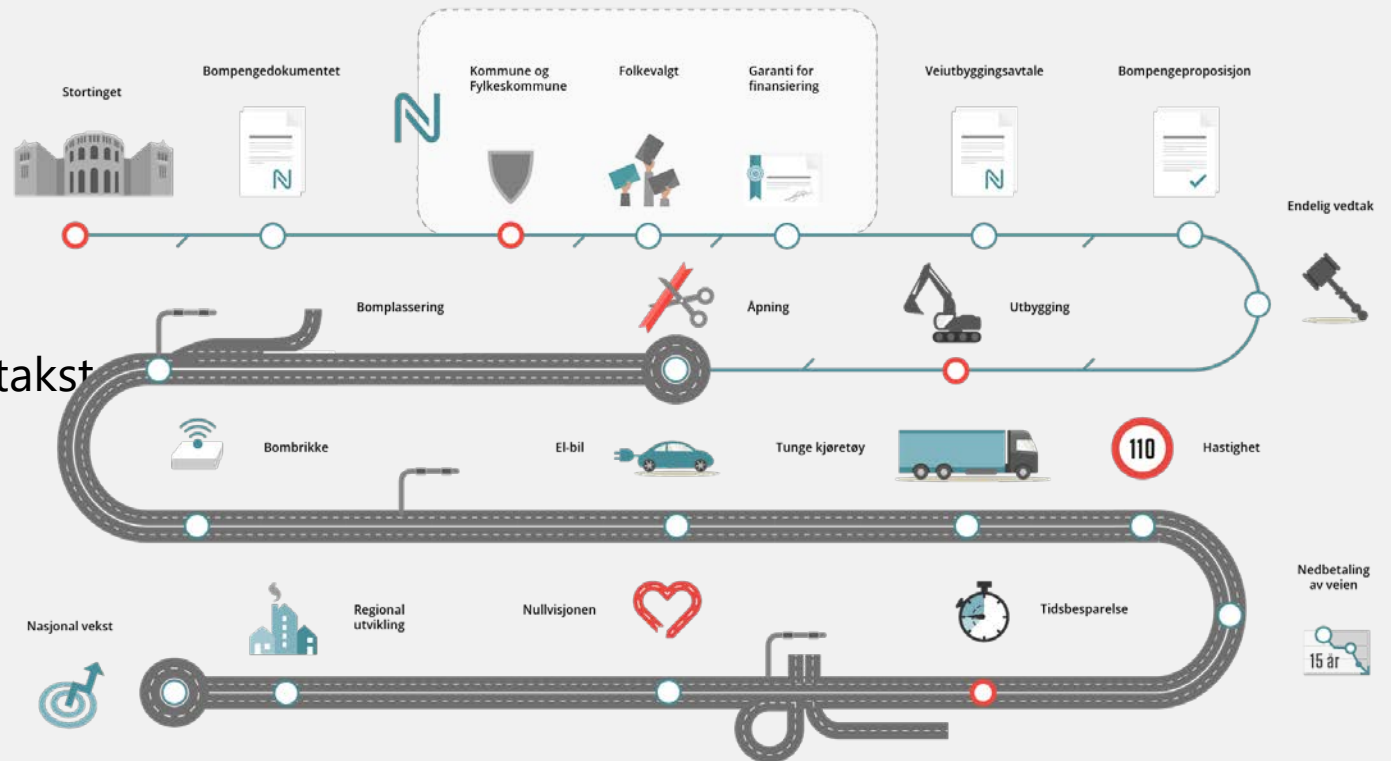 Stortinget
Bompengedokumentet
Kommune og
Fylkeskommune
Folkevalgt
Garanti for
finansiering
Veiutbyggingsavtale
Bompengeproposisjon
Endelig vedtak
Bomplassering
Åpning
Utbygging
takst
Bombrikke
El-bil
Tunge kjøretøy
110
Hastighet
Nedbetaling
av veien
15 år
Tidsbesparelse
Nullvisjonen
Regional
utvikling
Nasjonal vekst